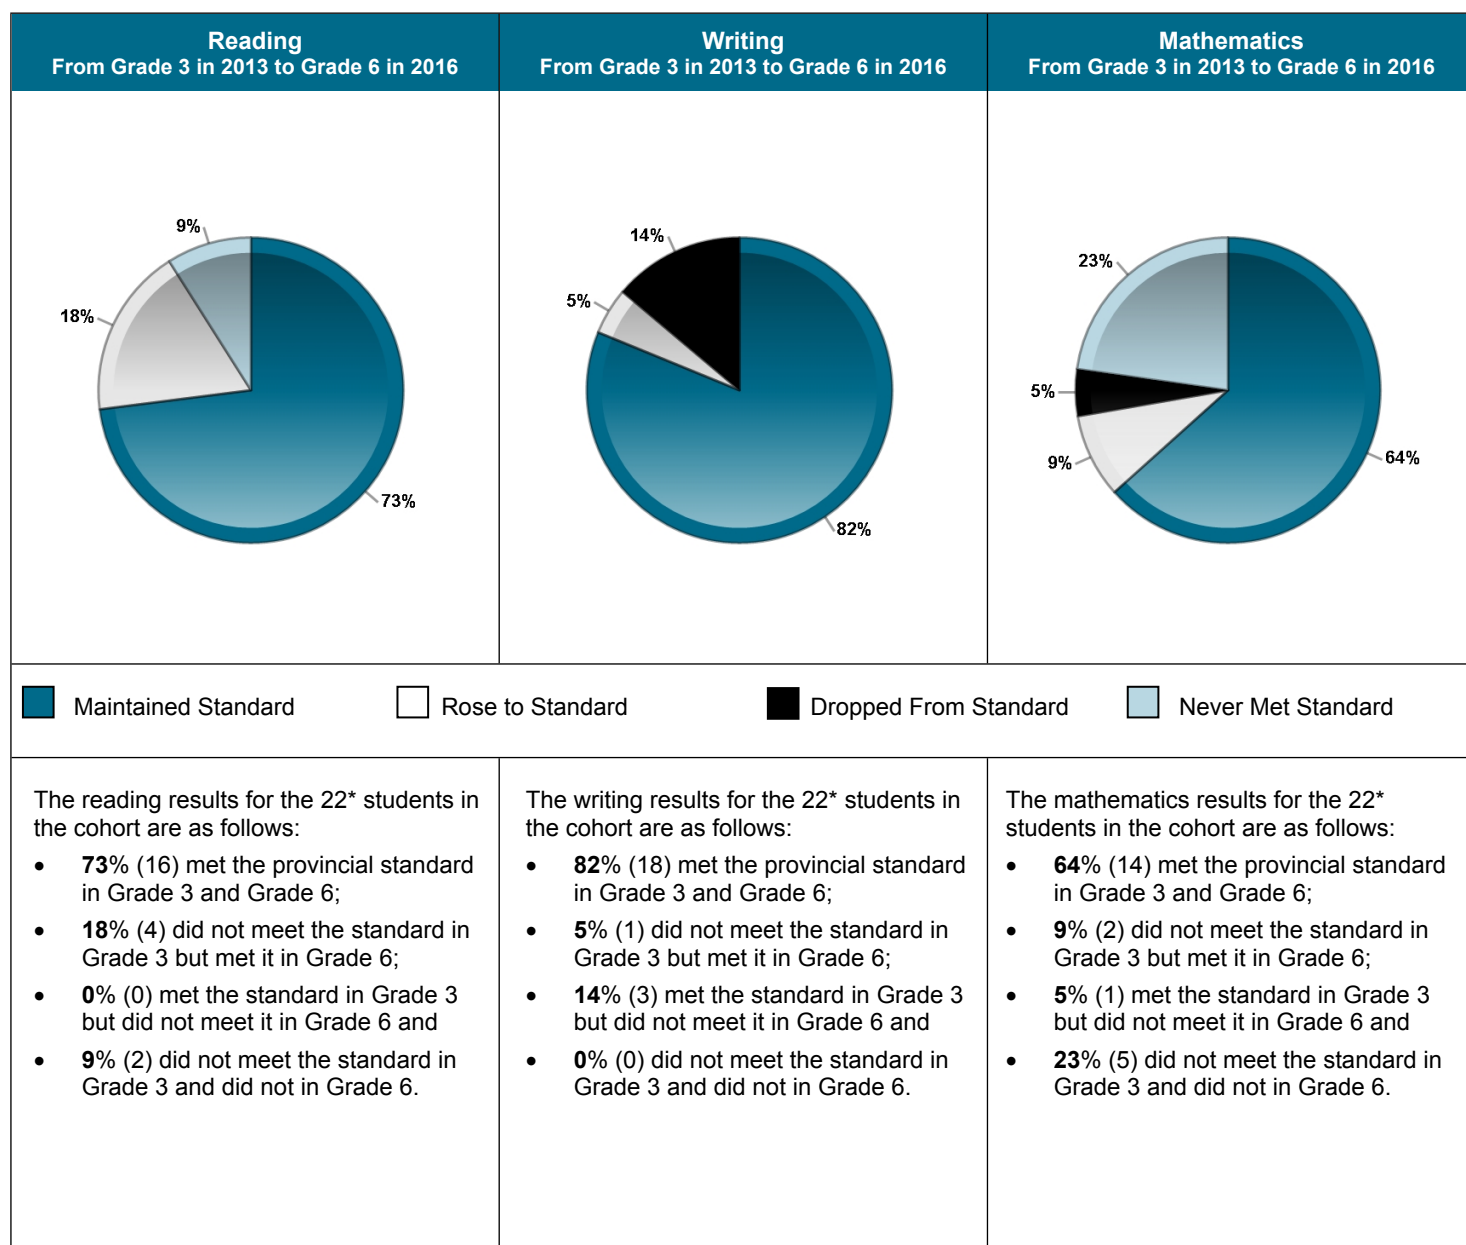 Reading
From Grade 3 in 2013 to Grade 6 in 2016
Writing
From Grade 3 in 2013 to Grade 6 in 2016
Mathematics
From Grade 3 in 2013 to Grade 6 in 2016
9%
18%
73%
14%
5%
82%
23%
5%
9%
64%
Maintained Standard
Rose to Standard
Dropped From Standard
Never Met Standard
The reading results for the 22* students in
the cohort are as follows:
• 73% (16) met the provincial standard
in Grade 3 and Grade 6;
• 18% (4) did not meet the standard in
Grade 3 but met it in Grade 6;
• 0% (0) met the standard in Grade 3
but did not meet it in Grade 6 and
• 9% (2) did not meet the standard in
Grade 3 and did not in Grade 6.
The writing results for the 22* students in
the cohort are as follows:
• 82% (18) met the provincial standard
in Grade 3 and Grade 6;
• 5% (1) did not meet the standard in
Grade 3 but met it in Grade 6;
• 14% (3) met the standard in Grade 3
but did not meet it in Grade 6 and
• 0% (0) did not meet the standard in
Grade 3 and did not in Grade 6.
The mathematics results for the 22*
students in the cohort are as follows:
• 64% (14) met the provincial standard
in Grade 3 and Grade 6;
• 9% (2) did not meet the standard in
Grade 3 but met it in Grade 6;
• 5% (1) met the standard in Grade 3
but did not meet it in Grade 6 and
• 23% (5) did not meet the standard in
Grade 3 and did not in Grade 6.